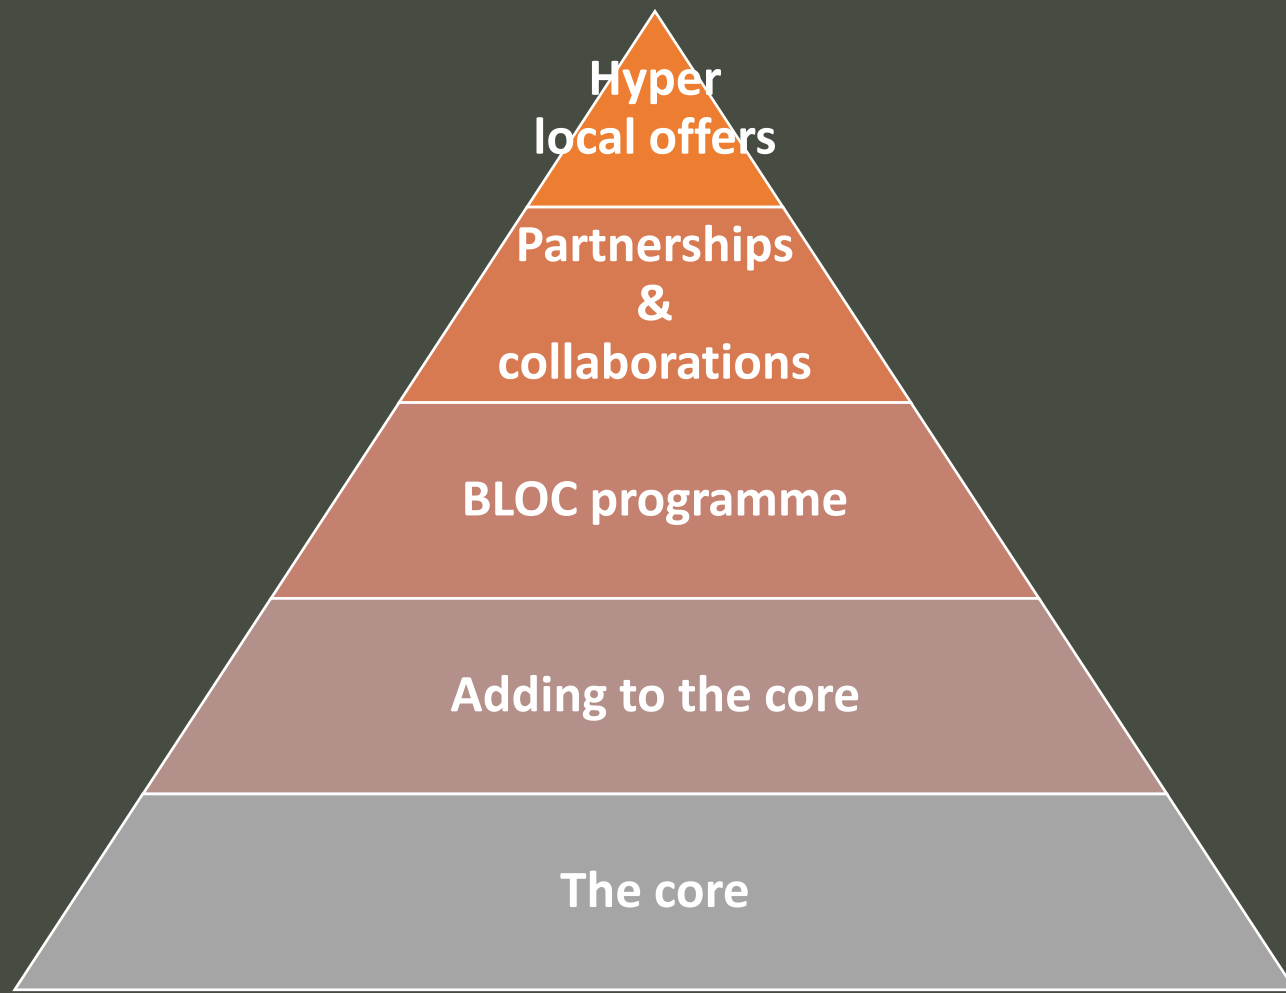 Hyper
local offers
Partnerships
&
collaborations
BLOC programme
Adding to the core
The core